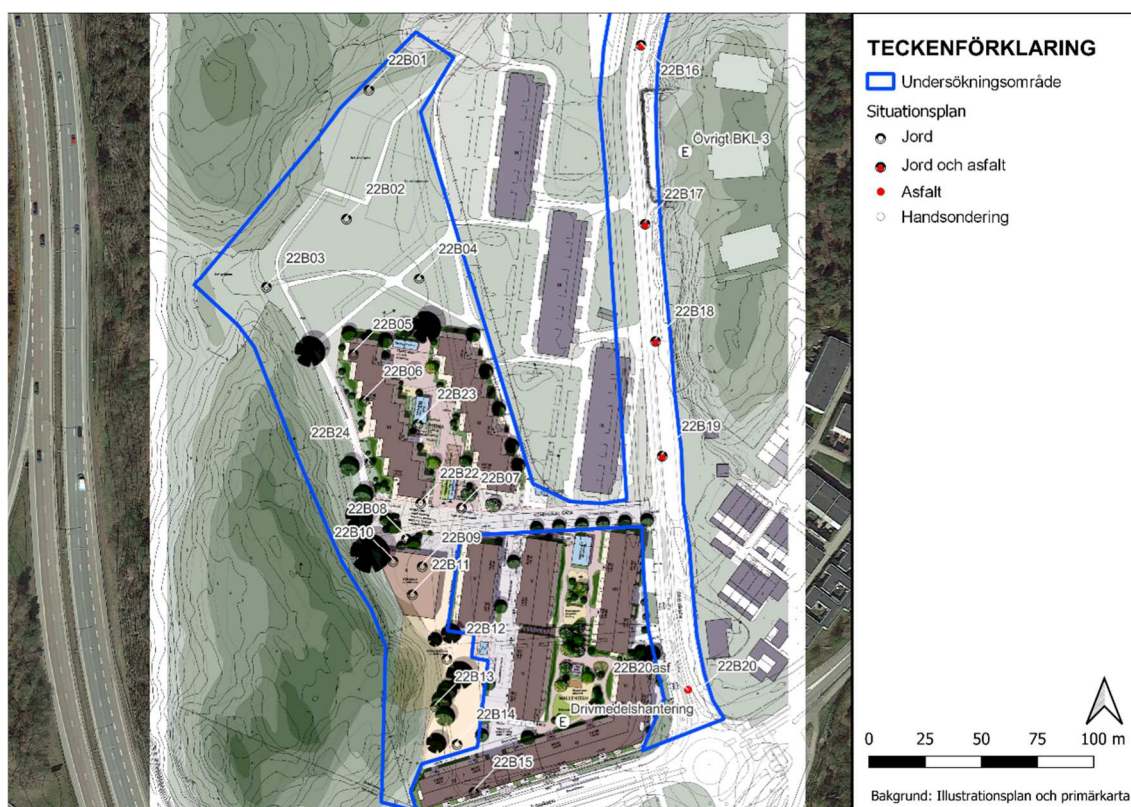 22B01
22B16
Övrigt BKL 3
E
22B02
22B17
22B04
22B03
22B18
22B05
22B06
22B23
22B24
22B19
22B22
22B07
22B08
22B10
22B09
22B11
22B12
22B20asf
22B20
22B13
22B14
Drivmedelshantering
E
22B15
TECKENFÖRKLARING
Undersökningsområde
Situationsplan
Jord
Jord och asfalt
Asfalt
Handsondering
0 25 50 75 100 m
Bakgrund: Illustrationsplan och primärkarta